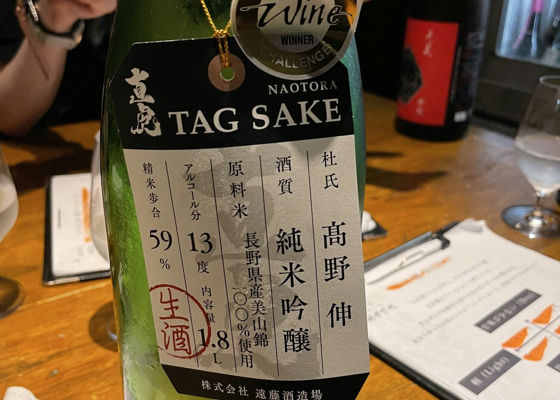 Wine
WINNER
CHALLENGE
NAOTORA
直虎
TAG SAKE
杜氏 髙野 伸
酒質 純米吟醸
原料米 長野県産美山錦一〇〇%使用
アルコール分 13度
内容量 1.8L
精米歩合 59%
生酒
株式会社 遠藤酒造場
軽 (Light)